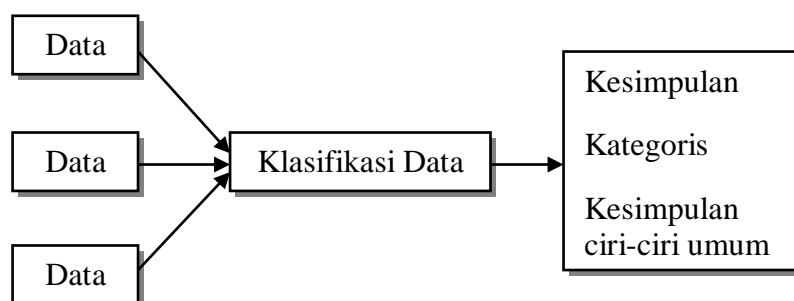 Data
Data
Data
Klasifikasi Data
Kesimpulan
Kategoris
Kesimpulan
ciri-ciri umum